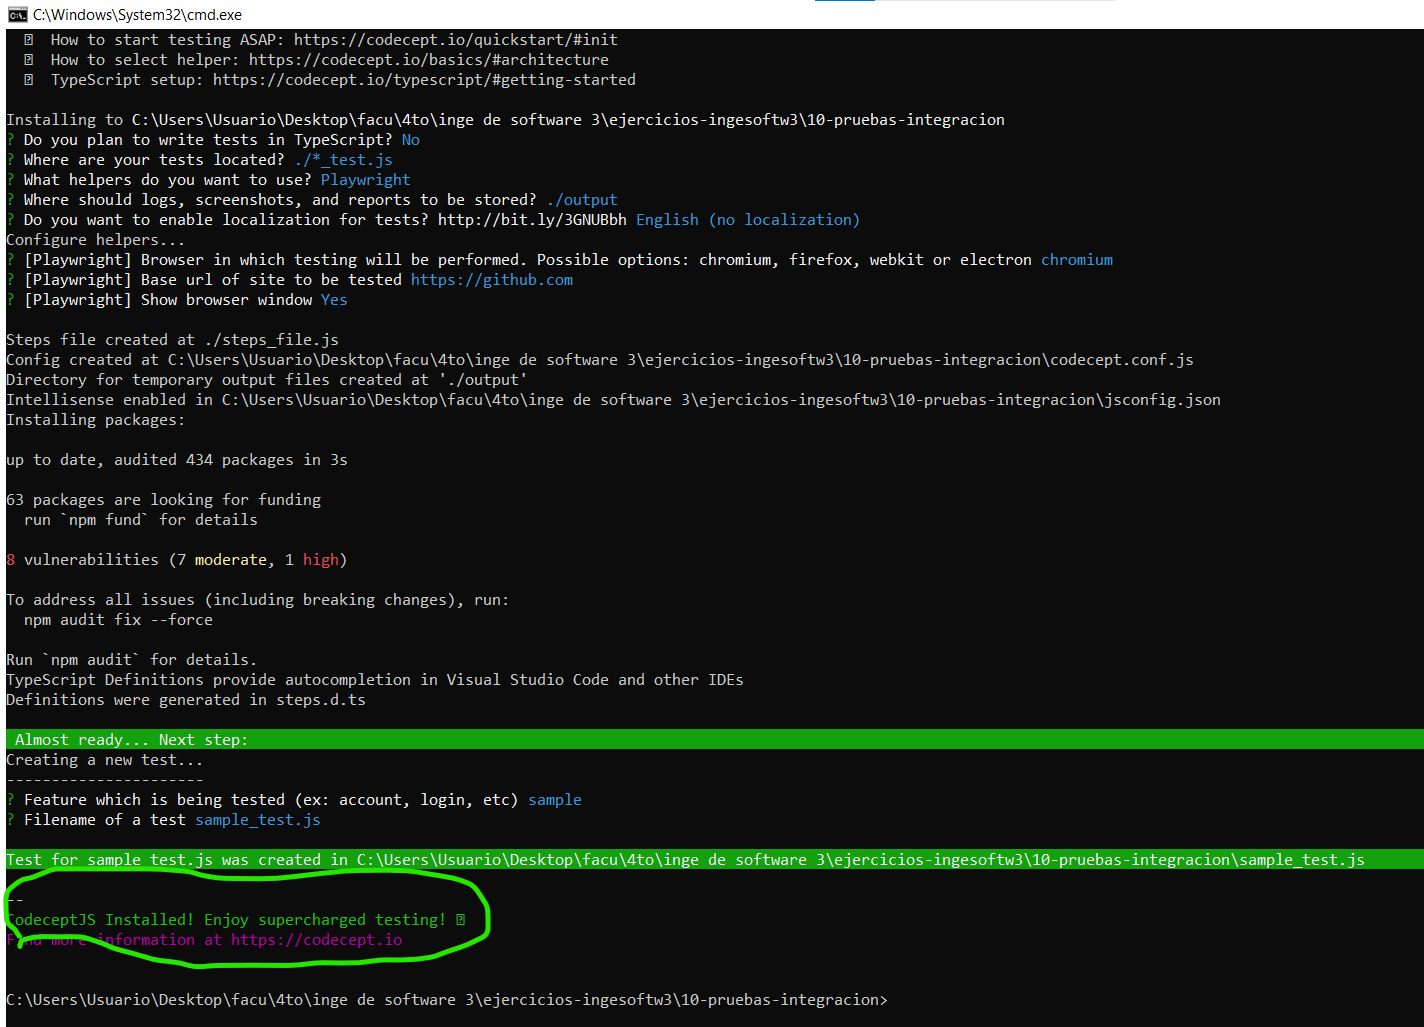 C:\Windows\System32\cmd.exe
How to start testing ASAP: https://codecept.io/quickstart/#init
How to select helper: https://codecept.io/basics/#architecture
TypeScript setup: https://codecept.io/typescript/#getting-started
Installing to C:\Users\Usuario\Desktop\facu\4to\inge de software 3\ejercicios-ingesoftw3\10-pruebas-integracion
? Do you plan to write tests in TypeScript? No
? Where are your tests located? ./*_test.js
? What helpers do you want to use? Playwright
? Where should logs, screenshots, and reports to be stored? ./output
? Do you want to enable localization for tests? http://bit.ly/3GNUBbh English (no localization)
Configure helpers...
? [Playwright] Browser in which testing will be performed. Possible options: chromium, firefox, webkit or electron chromium
? [Playwright] Base url of site to be tested https://github.com
? [Playwright] Show browser window Yes
Steps file created at ./steps_file.js
Config created at C:\Users\Usuario\Desktop\facu\4to\inge de software 3\ejercicios-ingesoftw3\10-pruebas-integracion\codecept.conf.js
Directory for temporary output files created at './output'
Intellisense enabled in C:\Users\Usuario\Desktop\facu\4to\inge de software 3\ejercicios-ingesoftw3\10-pruebas-integracion\jsconfig.json
Installing packages:
up to date, audited 434 packages in 3s
63 packages are looking for funding
run `npm fund` for details
8 vulnerabilities (7 moderate, 1 high)
To address all issues (including breaking changes), run:
npm audit fix --force
Run `npm audit` for details.
TypeScript Definitions provide autocompletion in Visual Studio Code and other IDEs
Definitions were generated in steps.d.ts
Almost ready... Next step:
Creating a new test...
----------------------
? Feature which is being tested (ex: account, login, etc) sample
? Filename of a test sample_test.js
Test for sample_test.js was created in C:\Users\Usuario\Desktop\facu\4to\inge de software 3\ejercicios-ingesoftw3\10-pruebas-integracion\sample_test.js
--
CodeceptJS Installed! Enjoy supercharged testing!
Find more information at https://codecept.io
C:\Users\Usuario\Desktop\facu\4to\inge de software 3\ejercicios-ingesoftw3\10-pruebas-integracion>